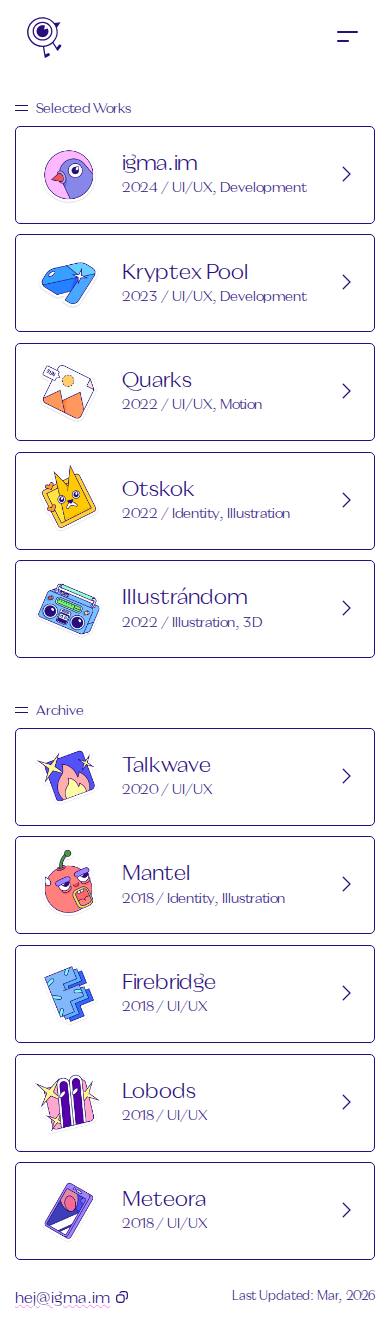 Selected Works
igma.im
2024 / UI/UX, Development
Kryptex Pool
2023 / UI/UX, Development
Quarks
2022 / UI/UX, Motion
Otskok
2022 / Identity, Illustration
Illustrándom
2022 / Illustration, 3D
Archive
Talkwave
2020 / UI/UX
Mantel
2018 / Identity, Illustration
Firebridge
2018 / UI/UX
Lobods
2018 / UI/UX
Meteora
2018 / UI/UX
hej@igma.im
Last Updated: Mar, 2026